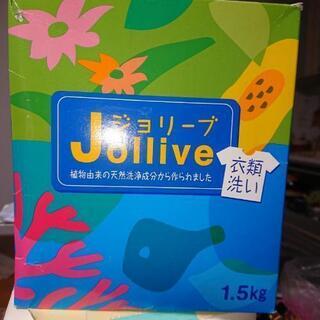 ジョリーブ
Jollive
植物由来の天然洗浄成分から作られました
衣類
洗い
1.5kg